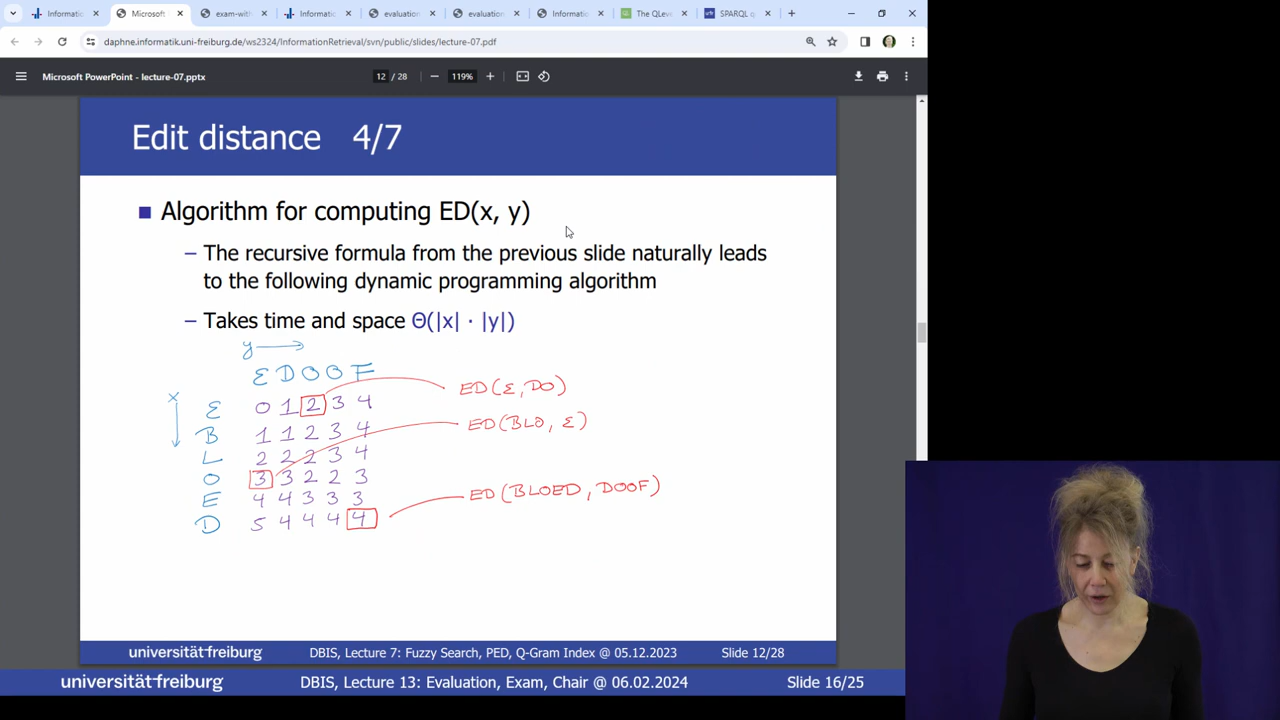 Informatic
Microsoft
exam-with
Informatic
evaluation
evaluation
Informatic
The QLeve
SPARQL q
daphne.informatik.uni-freiburg.de/ws2324/InformationRetrieval/svn/public/slides/lecture-07.pdf
Microsoft PowerPoint - lecture-07.pptx
12 / 28
119%
Edit distance 4/7
Algorithm for computing ED(x, y)
– The recursive formula from the previous slide naturally leads
to the following dynamic programming algorithm
– Takes time and space Θ(|x| · |y|)
y
ε D O O F
x
ε 0 1 2 3 4
ED(ε, DO)
B 1 1 2 3 4
ED(BLO, ε)
L 2 2 2 3 4
O 3 3 2 2 3
E 4 4 3 3 3
ED(BLOED, DOOF)
D 5 4 4 4 4
universität freiburg
DBIS, Lecture 7: Fuzzy Search, PED, Q-Gram Index @ 05.12.2023
Slide 12/28
universität freiburg
DBIS, Lecture 13: Evaluation, Exam, Chair @ 06.02.2024
Slide 16/25